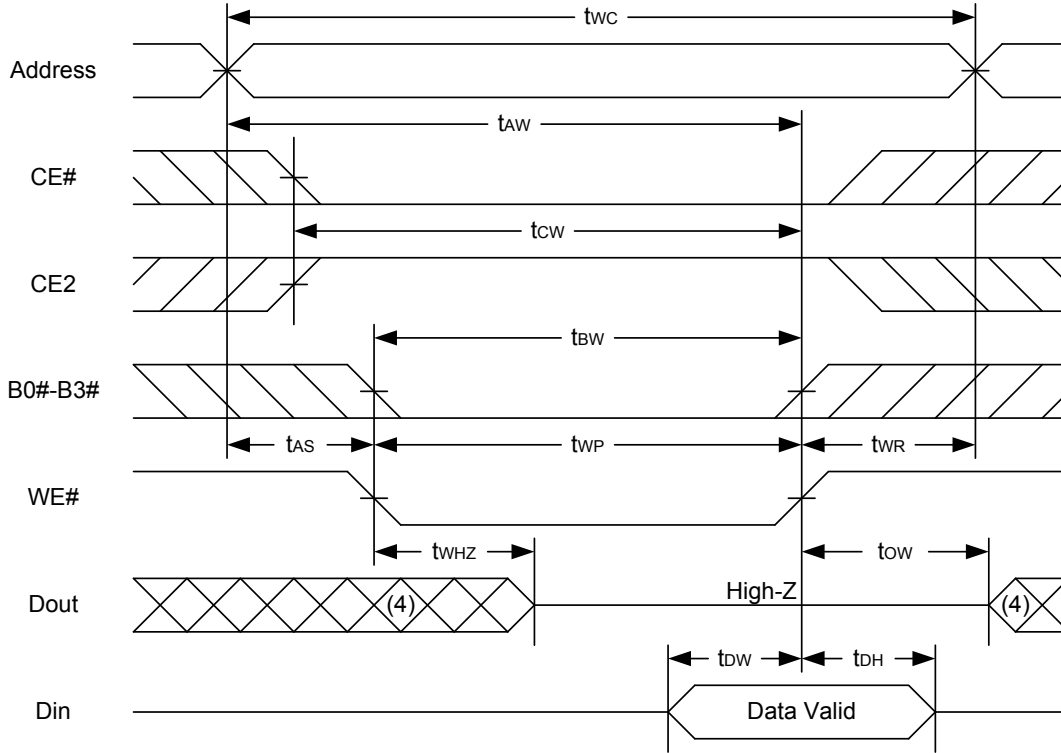 tWC
Address
tAW
CE#
tCW
CE2
tBW
B0#-B3#
tAS tWP tWR
WE#
tWHZ tOW
Dout (4) High-Z (4)
tDW tDH
Din Data Valid